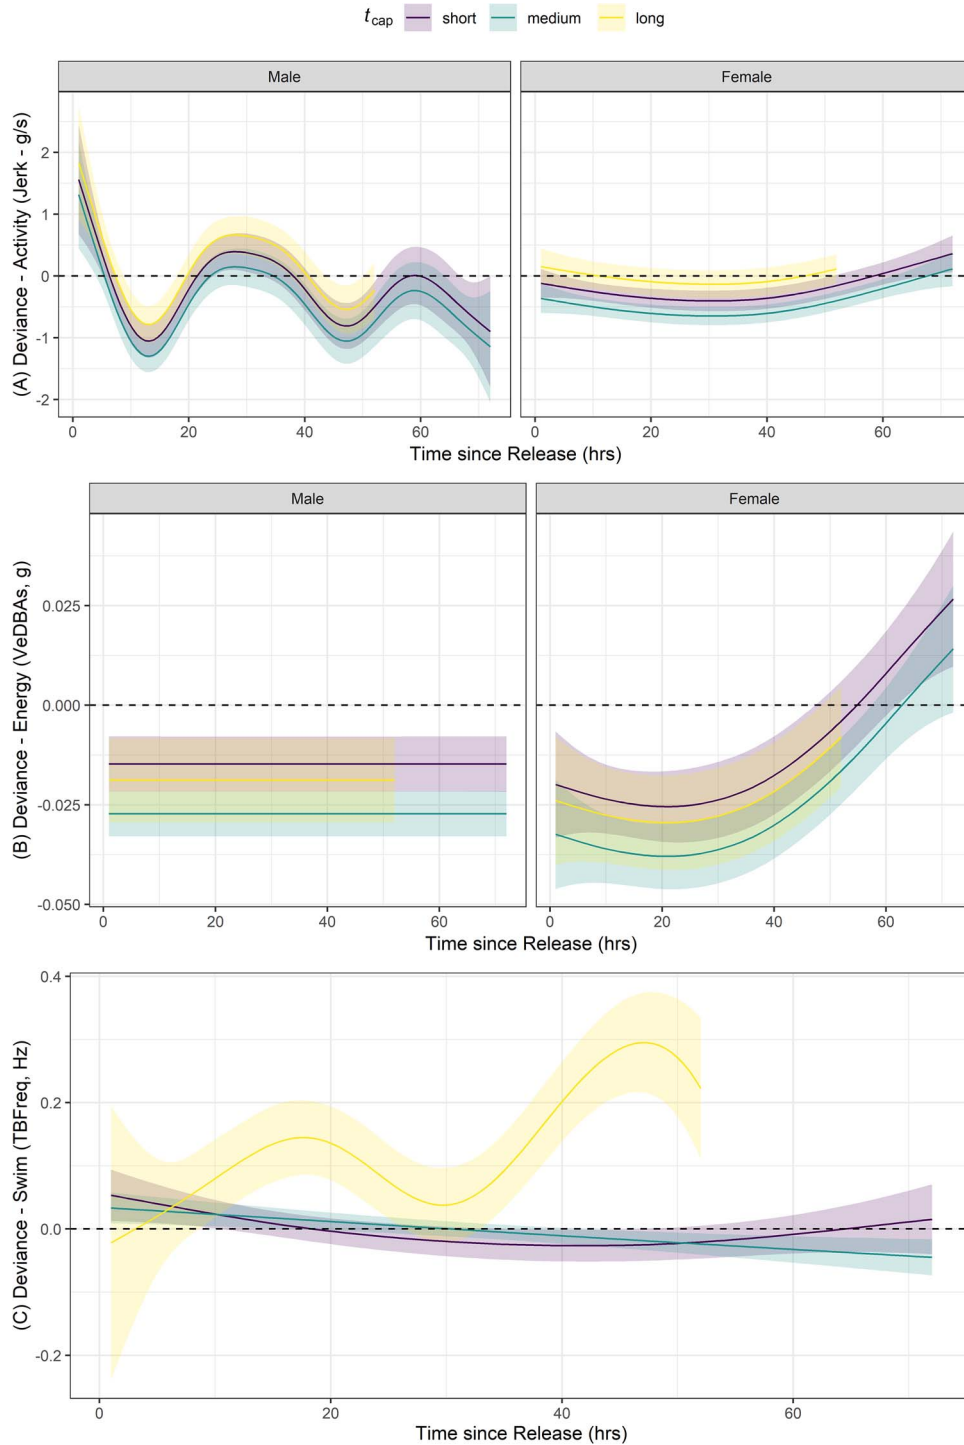 t cap short medium long
Male Female
(A) Deviance - Activity (Jerk - g/s)
2
1
0
-1
-2
0 20 40 60 0 20 40 60
Time since Release (hrs)
Male Female
(B) Deviance - Energy (VeDBAs, g)
0.025
0.000
-0.025
-0.050
0 20 40 60 0 20 40 60
Time since Release (hrs)
(C) Deviance - Swim (TBFreq, Hz)
0.4
0.2
0.0
-0.2
0 20 40 60
Time since Release (hrs)